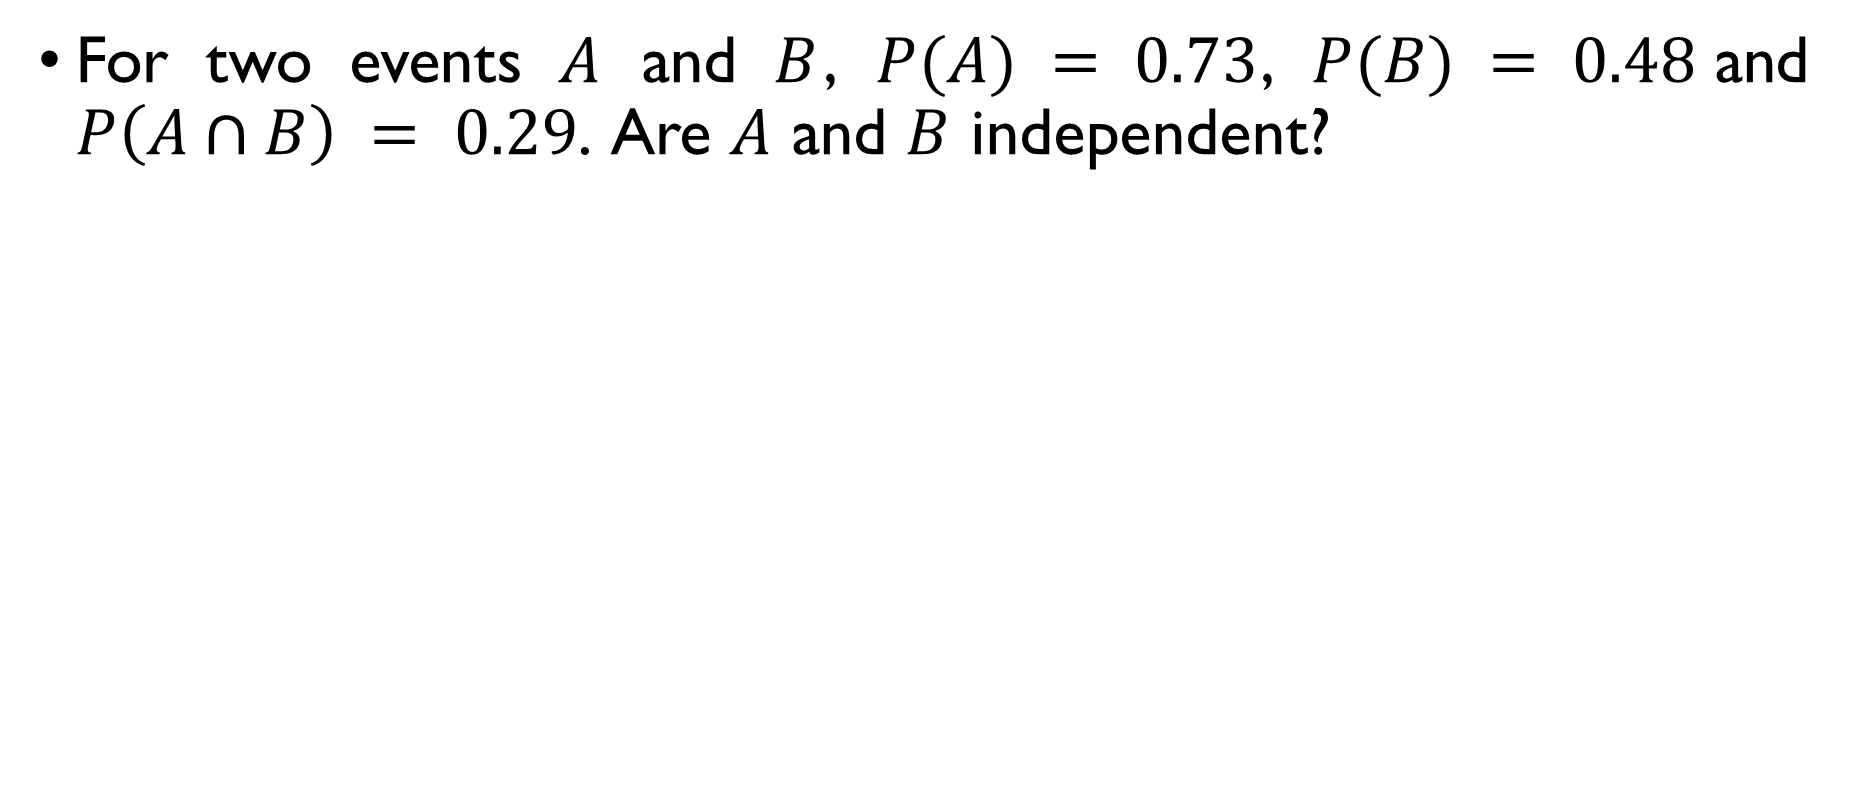 • For two events A and B, P(A) = 0.73, P(B) = 0.48 and
P(A ∩ B) = 0.29. Are A and B independent?